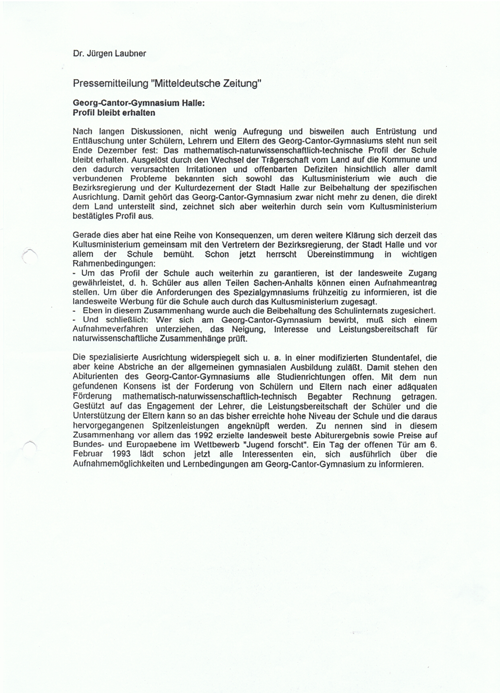 Dr. Jürgen Laubner
Pressemitteilung "Mitteldeutsche Zeitung"
Georg-Cantor-Gymnasium Halle:
Profil bleibt erhalten
Nach langen Diskussionen, nicht wenig Aufregung und bisweilen auch Entrüstung und
Enttäuschung unter Schülern, Lehrern und Eltern des Georg-Cantor-Gymnasiums steht nun seit
Ende Dezember fest: Das mathematisch-naturwissenschaftlich-technische Profil der Schule
bleibt erhalten. Ausgelöst durch den Wechsel der Trägerschaft vom Land auf die Kommune und
den dadurch verursachten Irritationen und offenbarten Defiziten hinsichtlich aller damit
verbundenen Probleme bekannten sich sowohl das Kultusministerium wie auch die
Bezirksregierung und der Kulturdezernent der Stadt Halle zur Beibehaltung der spezifischen
Ausrichtung. Damit gehört das Georg-Cantor-Gymnasium zwar nicht mehr zu denen, die direkt
dem Land unterstellt sind, zeichnet sich aber weiterhin durch sein vom Kultusministerium
bestätigtes Profil aus.
Gerade dies aber hat eine Reihe von Konsequenzen, um deren weitere Klärung sich derzeit das
Kultusministerium gemeinsam mit den Vertretern der Bezirksregierung, der Stadt Halle und vor
allem der Schule bemüht. Schon jetzt herrscht Übereinstimmung in wichtigen
Rahmenbedingungen:
- Um das Profil der Schule auch weiterhin zu garantieren, ist der landesweite Zugang
gewährleistet, d. h. Schüler aus allen Teilen Sachen-Anhalts können einen Aufnahmeantrag
stellen. Um über die Anforderungen des Spezialgymnasiums frühzeitig zu informieren, ist die
landesweite Werbung für die Schule auch durch das Kultusministerium zugesagt.
- Eben in diesem Zusammenhang wurde auch die Beibehaltung des Schulinternats zugesichert.
- Und schließlich: Wer sich am Georg-Cantor-Gymnasium bewirbt, muß sich einem
Aufnahmeverfahren unterziehen, das Neigung, Interesse und Leistungsbereitschaft für
naturwissenschaftliche Zusammenhänge prüft.
Die spezialisierte Ausrichtung widerspiegelt sich u. a. in einer modifizierten Stundentafel, die
aber keine Abstriche an der allgemeinen gymnasialen Ausbildung zuläßt. Damit stehen den
Abiturienten des Georg-Cantor-Gymnasiums alle Studienrichtungen offen. Mit dem nun
gefundenen Konsens ist der Forderung von Schülern und Eltern nach einer adäquaten
Förderung mathematisch-naturwissenschaftlich-technisch Begabter Rechnung getragen.
Gestützt auf das Engagement der Lehrer, die Leistungsbereitschaft der Schüler und die
Unterstützung der Eltern kann so an das bisher erreichte hohe Niveau der Schule und die daraus
hervorgegangenen Spitzenleistungen angeknüpft werden. Zu nennen sind in diesem
Zusammenhang vor allem das 1992 erzielte landesweit beste Abiturergebnis sowie Preise auf
Bundes- und Europaebene im Wettbewerb "Jugend forscht". Ein Tag der offenen Tür am 6.
Februar 1993 lädt schon jetzt alle Interessenten ein, sich ausführlich über die
Aufnahmemöglichkeiten und Lernbedingungen am Georg-Cantor-Gymnasium zu informieren.